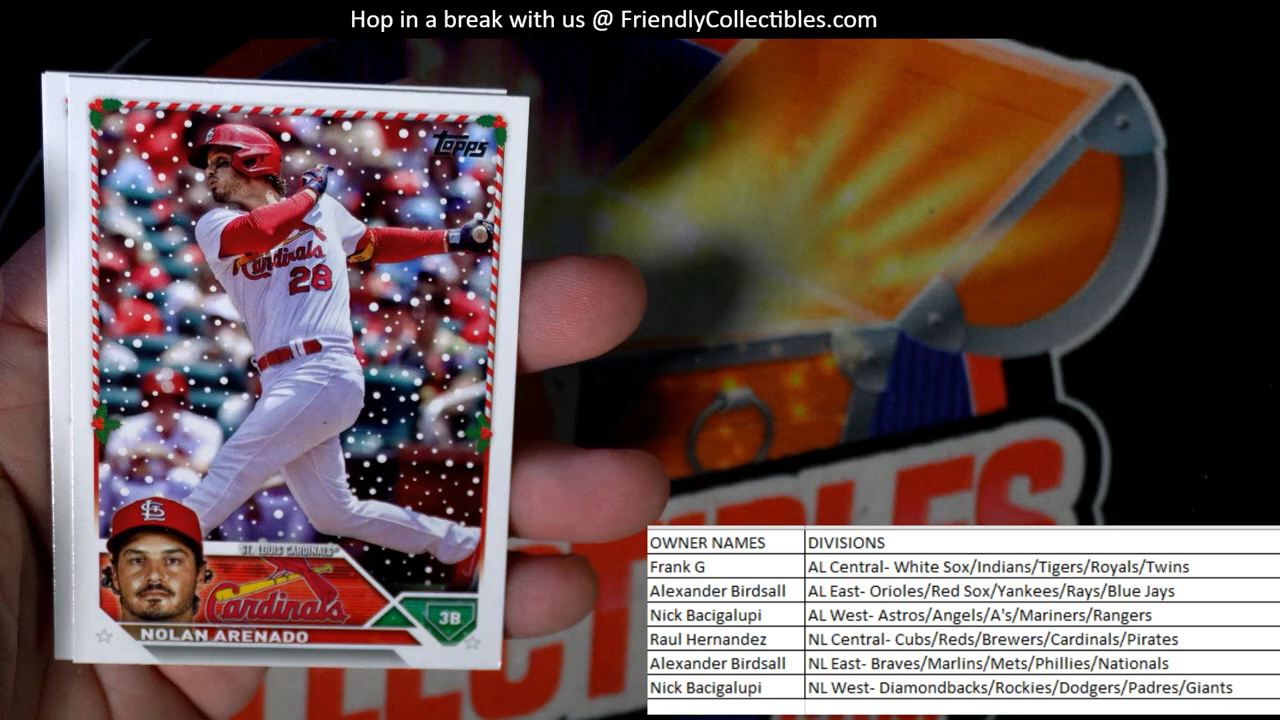 Hop in a break with us @ FriendlyCollectibles.com
Topps
Cardinals
28
ST. LOUIS CARDINALS
Cardinals
3B
NOLAN ARENADO
OWNER NAMES DIVISIONS
Frank G AL Central- White Sox/Indians/Tigers/Royals/Twins
Alexander Birdsall AL East- Orioles/Red Sox/Yankees/Rays/Blue Jays
Nick Bacigalupi AL West- Astros/Angels/A's/Mariners/Rangers
Raul Hernandez NL Central- Cubs/Reds/Brewers/Cardinals/Pirates
Alexander Birdsall NL East- Braves/Marlins/Mets/Phillies/Nationals
Nick Bacigalupi NL West- Diamondbacks/Rockies/Dodgers/Padres/Giants